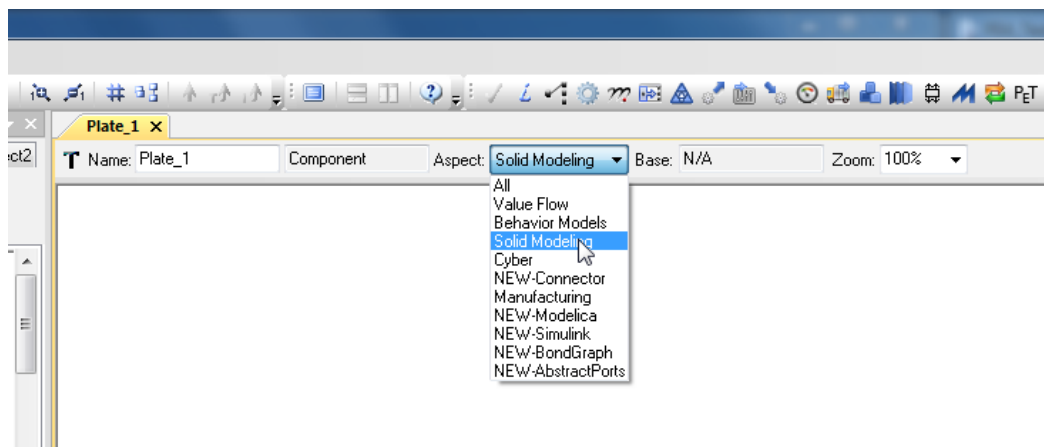 PET
Plate_1
ect2
Name: Plate_1 Component Aspect: Solid Modeling Base: N/A Zoom: 100%
All
Value Flow
Behavior Models
Solid Modeling
Cyber
NEW-Connector
Manufacturing
NEW-Modelica
NEW-Simulink
NEW-BondGraph
NEW-AbstractPorts